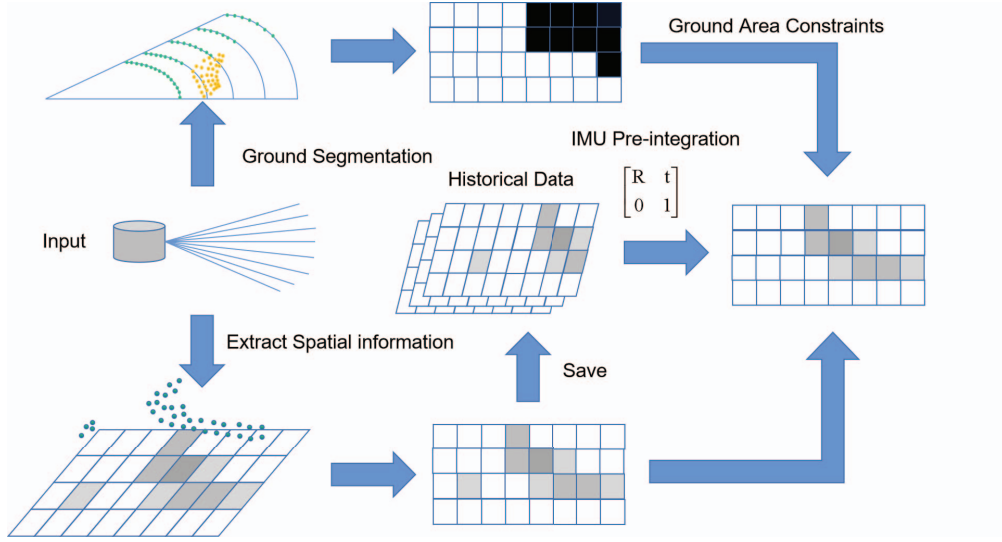 Ground Area Constraints
Ground Segmentation
IMU Pre-integration
Historical Data
R t
0 1
Input
Extract Spatial information
Save